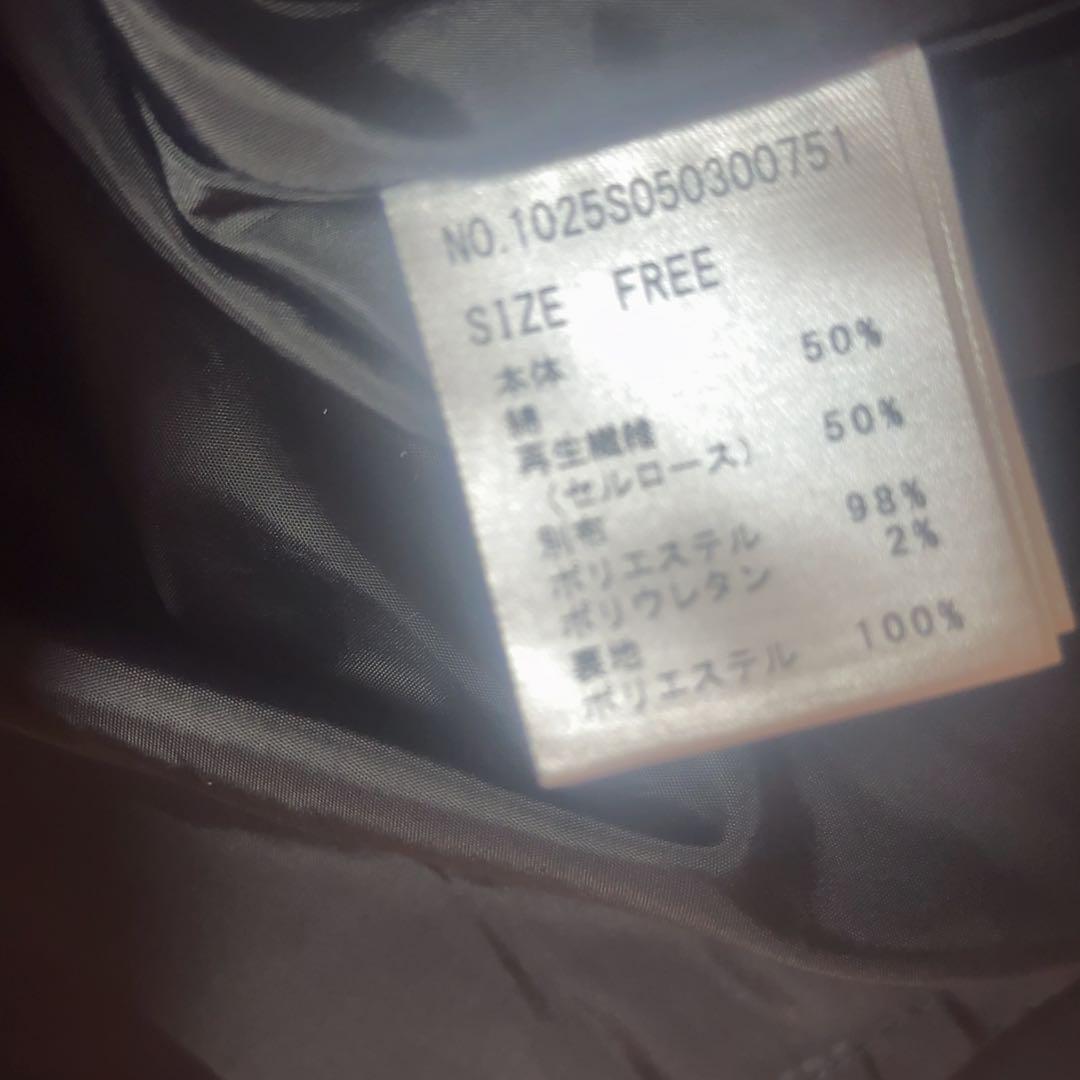 NO.1025S050300751
SIZE FREE
本体
綿 50%
再生繊維
(セルロース) 50%
別布
ポリエステル 98%
ポリウレタン 2%
裏地
ポリエステル 100%